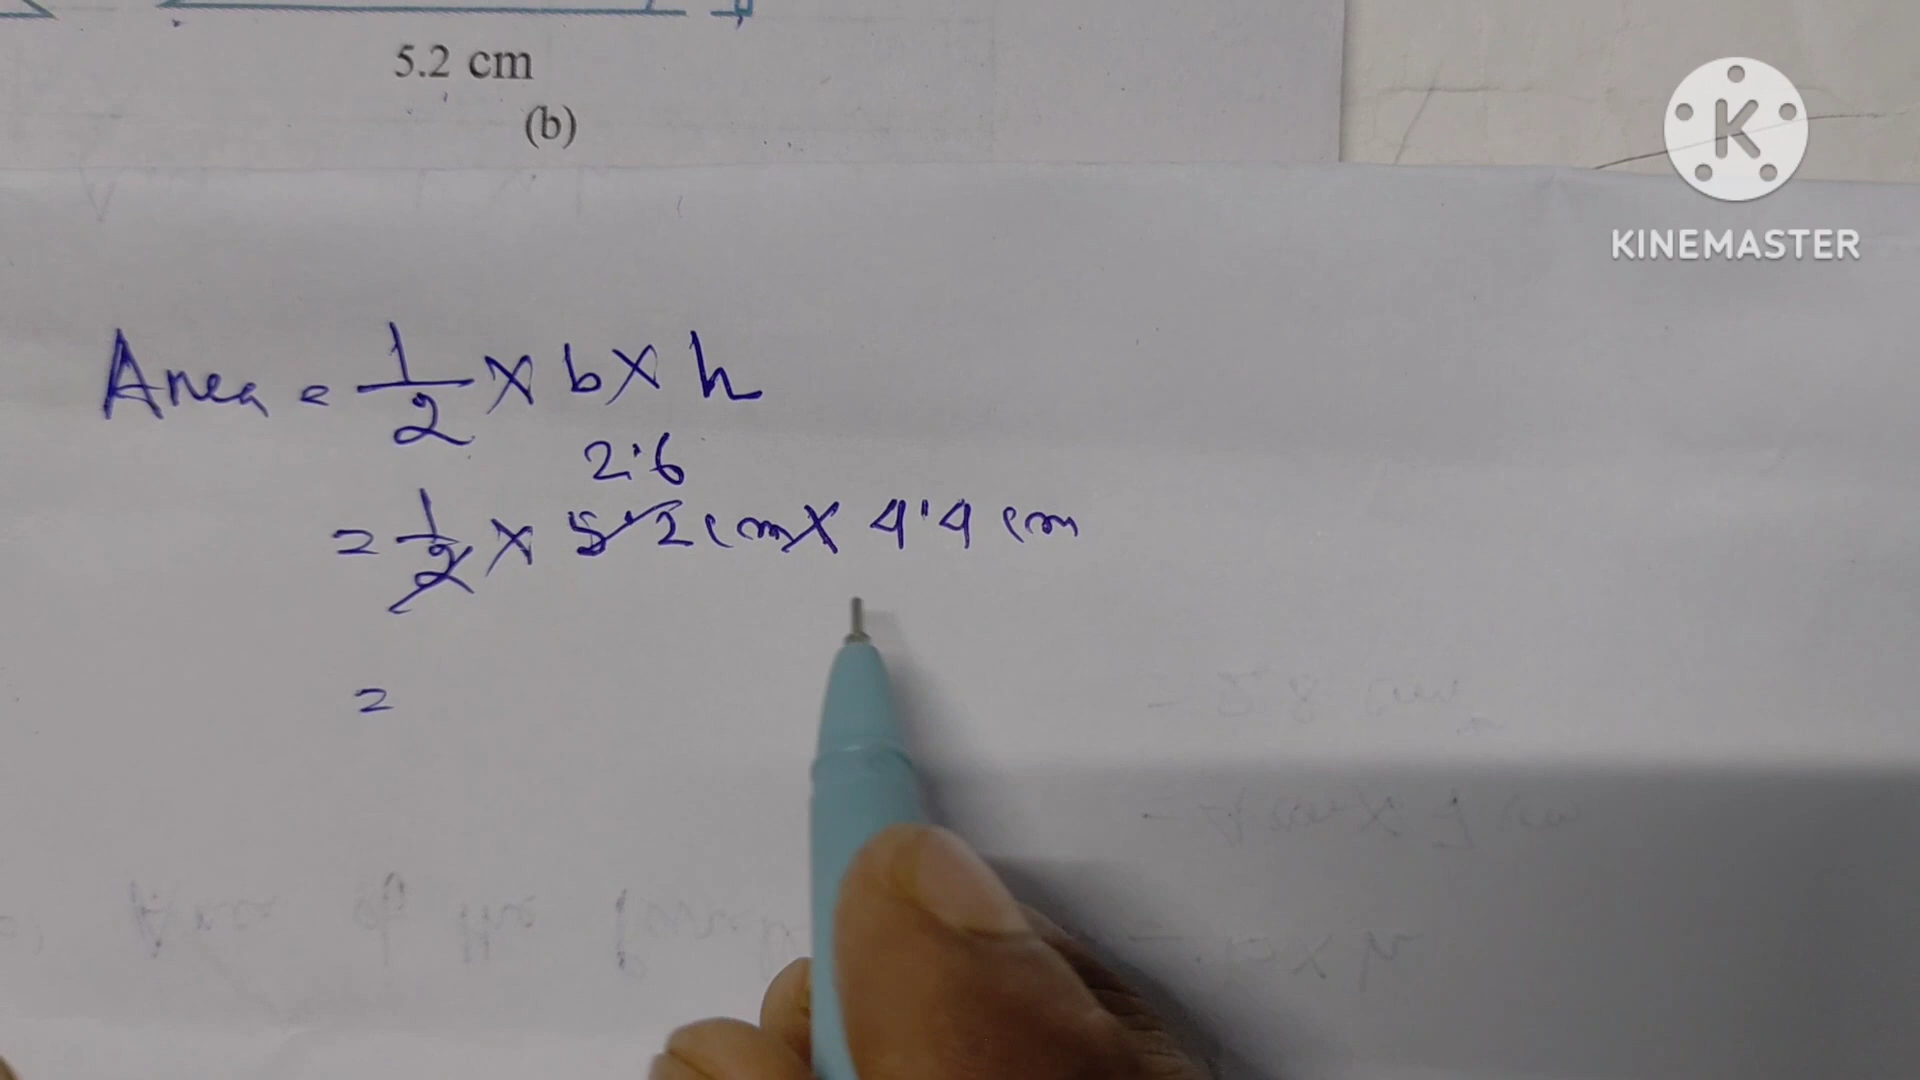 5.2 cm
(b)
KINEMASTER
Area = 1/2 × b × h
2.6
= 1/2 × 5.2 cm × 4.4 cm
=